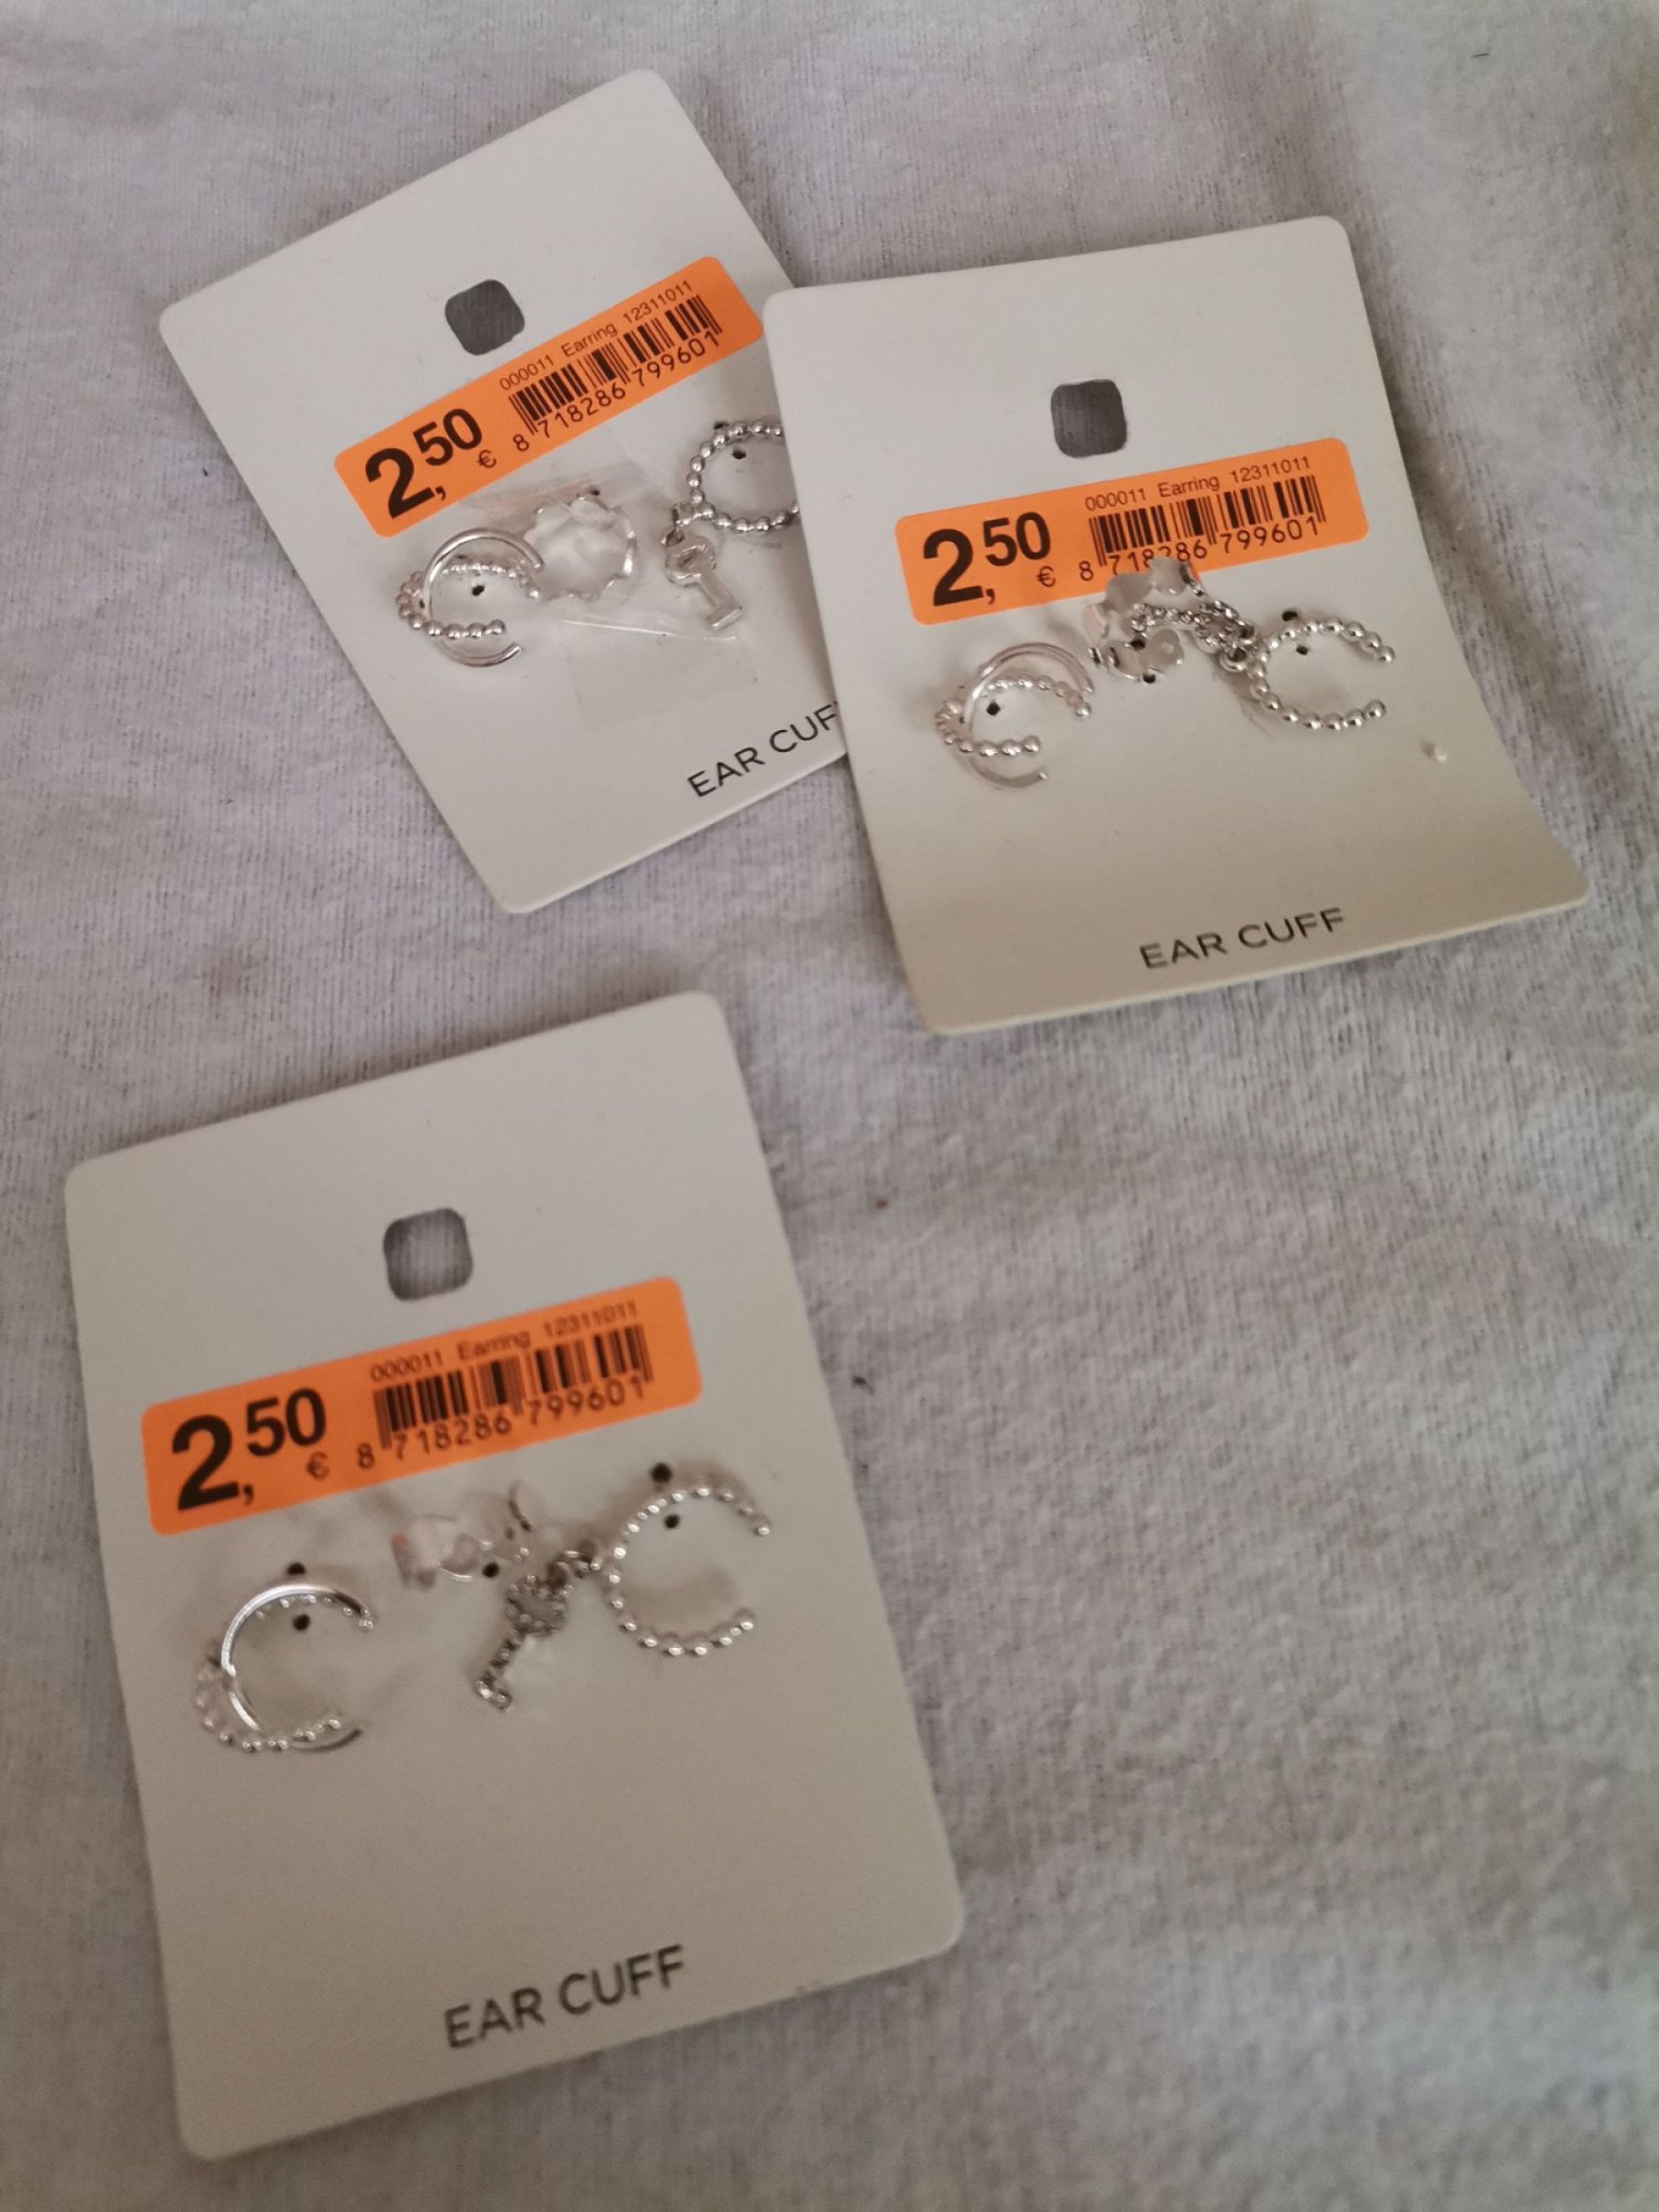 000011 Earring 12311011
2,50 €
8 718286 799601
EAR CUF
000011 Earring 12311011
2,50 €
8 718286 799601
EAR CUFF
000011 Earring 12311011
2,50 €
8 718286 799601
EAR CUFF